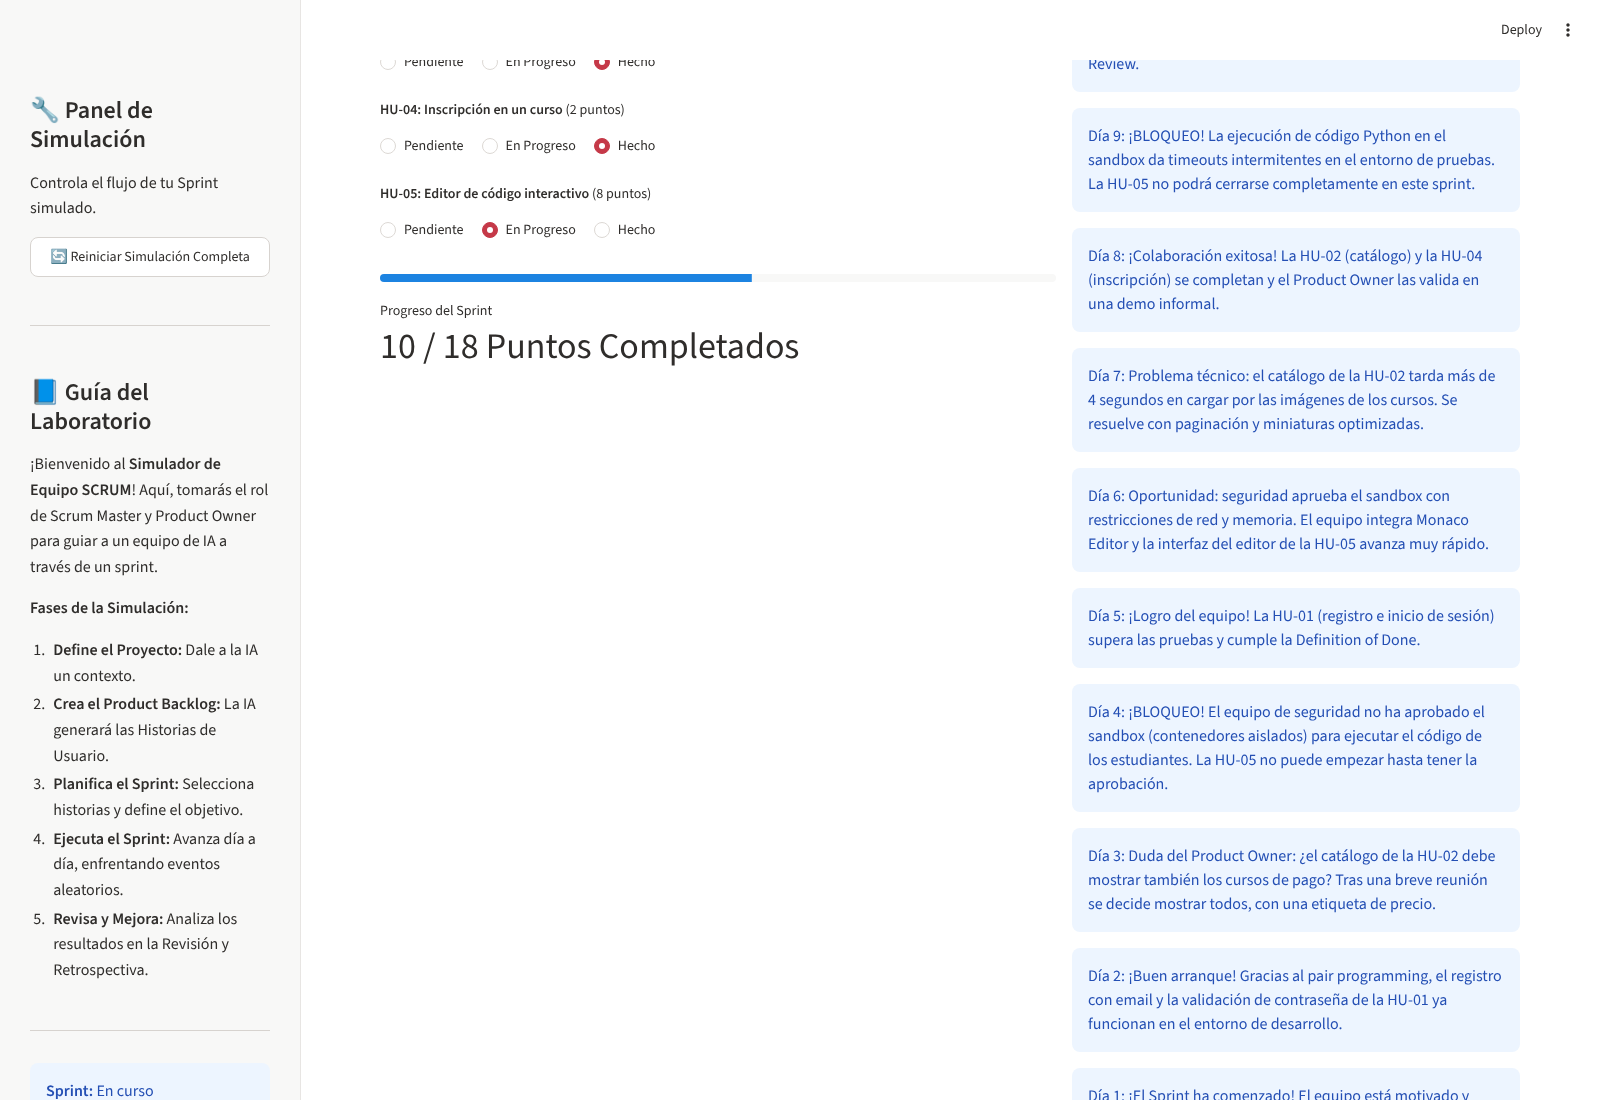 Deploy
🔧 Panel de
Simulación
Controla el flujo de tu Sprint
simulado.
🔄 Reiniciar Simulación Completa
📘 Guía del
Laboratorio
¡Bienvenido al Simulador de
Equipo SCRUM! Aquí, tomarás el rol
de Scrum Master y Product Owner
para guiar a un equipo de IA a
través de un sprint.
Fases de la Simulación:
1. Define el Proyecto: Dale a la IA
un contexto.
2. Crea el Product Backlog: La IA
generará las Historias de
Usuario.
3. Planifica el Sprint: Selecciona
historias y define el objetivo.
4. Ejecuta el Sprint: Avanza día a
día, enfrentando eventos
aleatorios.
5. Revisa y Mejora: Analiza los
resultados en la Revisión y
Retrospectiva.
Sprint: En curso
Pendiente En Progreso Hecho
HU-04: Inscripción en un curso (2 puntos)
Pendiente En Progreso Hecho
HU-05: Editor de código interactivo (8 puntos)
Pendiente En Progreso Hecho
Progreso del Sprint
10 / 18 Puntos Completados
Review.
Día 9: ¡BLOQUEO! La ejecución de código Python en el
sandbox da timeouts intermitentes en el entorno de pruebas.
La HU-05 no podrá cerrarse completamente en este sprint.
Día 8: ¡Colaboración exitosa! La HU-02 (catálogo) y la HU-04
(inscripción) se completan y el Product Owner las valida en
una demo informal.
Día 7: Problema técnico: el catálogo de la HU-02 tarda más de
4 segundos en cargar por las imágenes de los cursos. Se
resuelve con paginación y miniaturas optimizadas.
Día 6: Oportunidad: seguridad aprueba el sandbox con
restricciones de red y memoria. El equipo integra Monaco
Editor y la interfaz del editor de la HU-05 avanza muy rápido.
Día 5: ¡Logro del equipo! La HU-01 (registro e inicio de sesión)
supera las pruebas y cumple la Definition of Done.
Día 4: ¡BLOQUEO! El equipo de seguridad no ha aprobado el
sandbox (contenedores aislados) para ejecutar el código de
los estudiantes. La HU-05 no puede empezar hasta tener la
aprobación.
Día 3: Duda del Product Owner: ¿el catálogo de la HU-02 debe
mostrar también los cursos de pago? Tras una breve reunión
se decide mostrar todos, con una etiqueta de precio.
Día 2: ¡Buen arranque! Gracias al pair programming, el registro
con email y la validación de contraseña de la HU-01 ya
funcionan en el entorno de desarrollo.
Día 1: ¡El Sprint ha comenzado! El equipo está motivado y